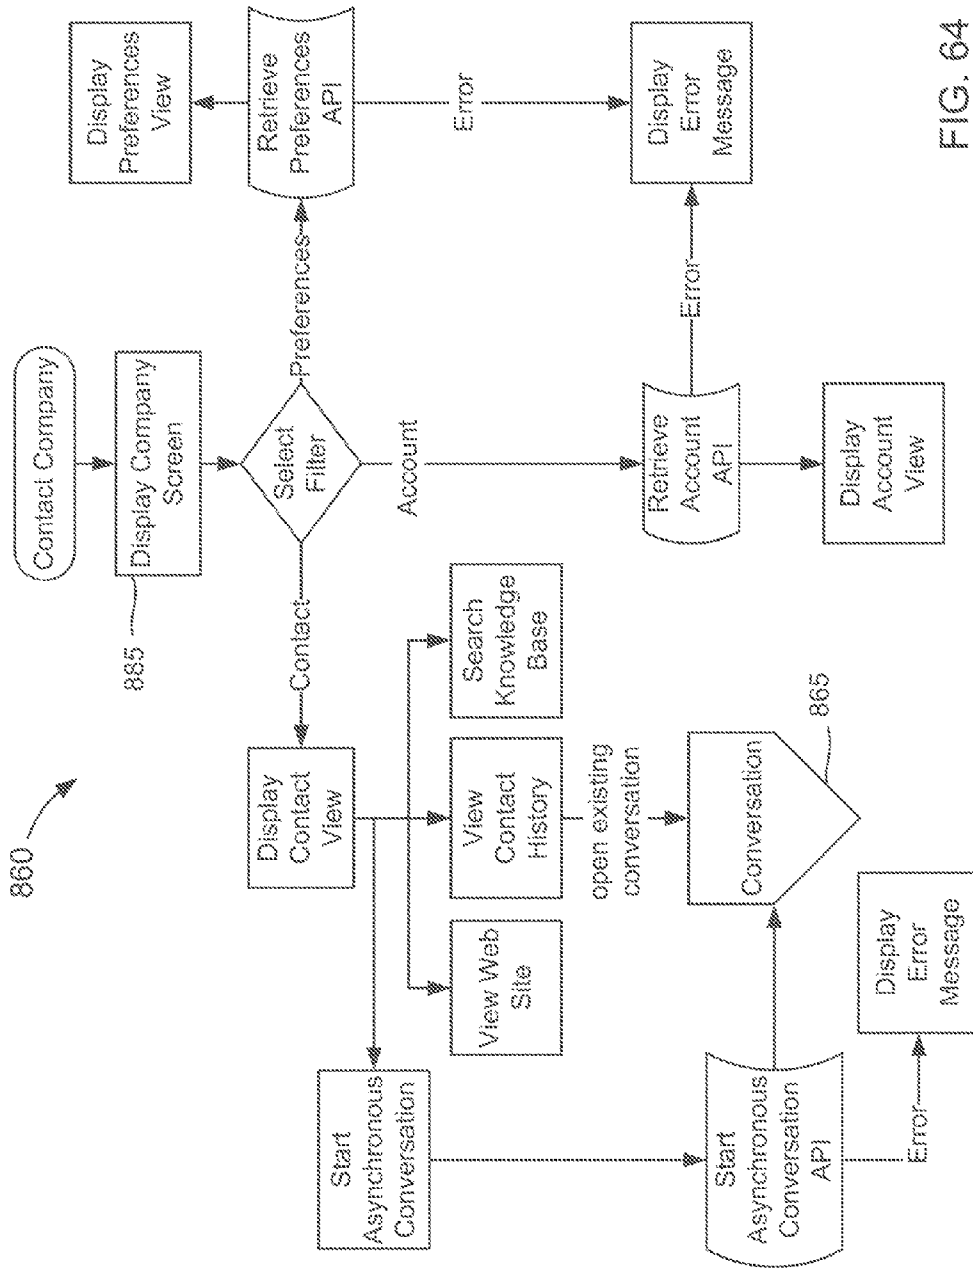 860
Contact Company
885
Display Company
Screen
Select
Filter
Contact
Preferences
Account
Display
Contact
View
Retrieve
Preferences
API
Display
Preferences
View
Error
Display
Error
Message
Retrieve
Account
API
Error
Display
Account
View
Start
Asynchronous
Conversation
View Web
Site
View
Contact
History
Search
Knowledge
Base
open existing
conversation
Conversation
865
Start
Asynchronous
Conversation
API
Error
Display
Error
Message
FIG. 64